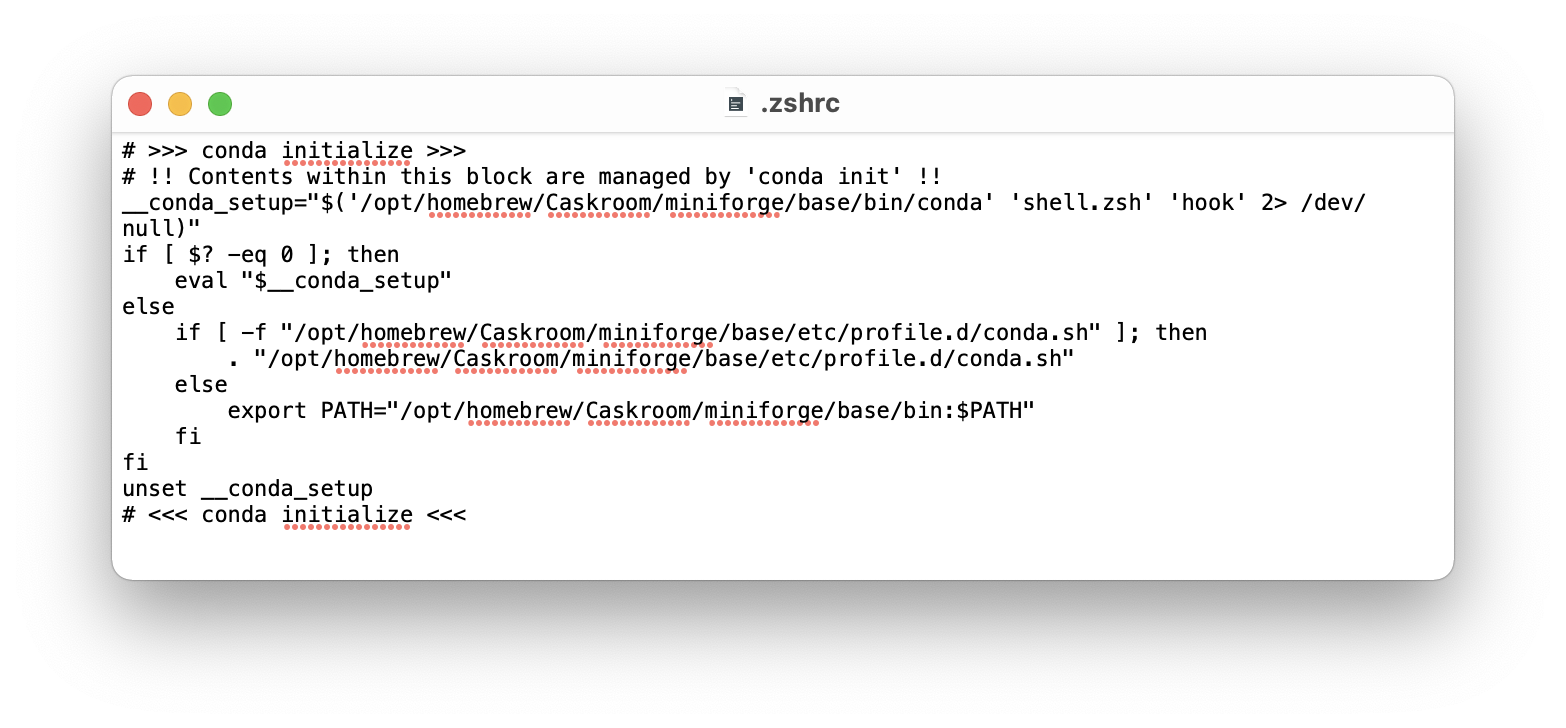 .zshrc
# >>> conda initialize >>>
# !! Contents within this block are managed by 'conda init' !!
__conda_setup="$('/opt/homebrew/Caskroom/miniforge/base/bin/conda' 'shell.zsh' 'hook' 2> /dev/
null)"
if [ $? -eq 0 ]; then
    eval "$__conda_setup"
else
    if [ -f "/opt/homebrew/Caskroom/miniforge/base/etc/profile.d/conda.sh" ]; then
        . "/opt/homebrew/Caskroom/miniforge/base/etc/profile.d/conda.sh"
    else
        export PATH="/opt/homebrew/Caskroom/miniforge/base/bin:$PATH"
    fi
fi
unset __conda_setup
# <<< conda initialize <<<